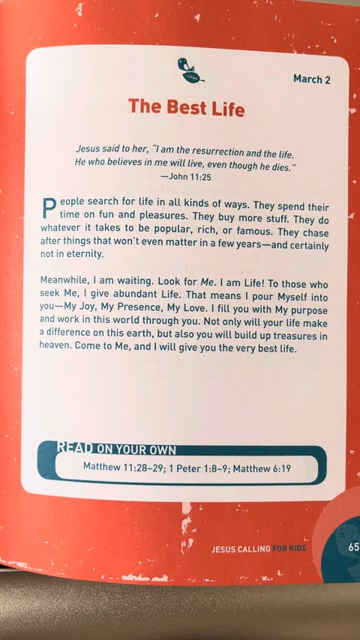 March 2
The Best Life
Jesus said to her, "I am the resurrection and the life.
He who believes in me will live, even though he dies."
—John 11:25
People search for life in all kinds of ways. They spend their
time on fun and pleasures. They buy more stuff. They do
whatever it takes to be popular, rich, or famous. They chase
after things that won't even matter in a few years—and certainly
not in eternity.
Meanwhile, I am waiting. Look for Me. I am Life! To those who
seek Me, I give abundant Life. That means I pour Myself into
you—My Joy, My Presence, My Love. I fill you with My purpose
and work in this world through you. Not only will your life make
a difference on this earth, but also you will build up treasures in
heaven. Come to Me, and I will give you the very best life.
READ ON YOUR OWN
Matthew 11:28–29; 1 Peter 1:8–9; Matthew 6:19
JESUS CALLING FOR KIDS
65